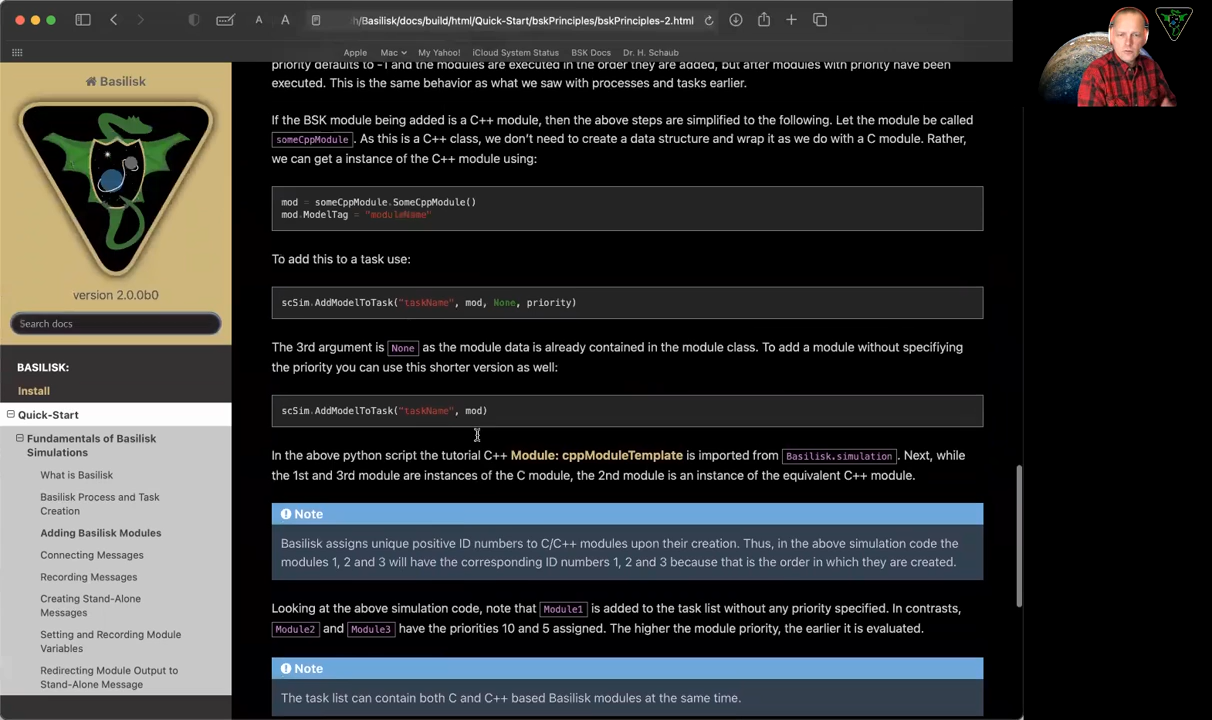 h/Basilisk/docs/build/html/Quick-Start/bskPrinciples/bskPrinciples-2.html
A A
Apple Mac My Yahoo! iCloud System Status BSK Docs Dr. H. Schaub
Basilisk
version 2.0.0b0
Search docs
BASILISK:
Install
Quick-Start
Fundamentals of Basilisk
Simulations
What is Basilisk
Basilisk Process and Task
Creation
Adding Basilisk Modules
Connecting Messages
Recording Messages
Creating Stand-Alone
Messages
Setting and Recording Module
Variables
Redirecting Module Output to
Stand-Alone Message
priority defaults to -1 and the modules are executed in the order they are added, but after modules with priority have been
executed. This is the same behavior as what we saw with processes and tasks earlier.
If the BSK module being added is a C++ module, then the above steps are simplified to the following. Let the module be called
someCppModule . As this is a C++ class, we don't need to create a data structure and wrap it as we do with a C module. Rather,
we can get a instance of the C++ module using:
mod = someCppModule.SomeCppModule()
mod.ModelTag = "moduleName"
To add this to a task use:
scSim.AddModelToTask("taskName", mod, None, priority)
The 3rd argument is None as the module data is already contained in the module class. To add a module without specifiying
the priority you can use this shorter version as well:
scSim.AddModelToTask("taskName", mod)
In the above python script the tutorial C++ Module: cppModuleTemplate is imported from Basilisk.simulation . Next, while
the 1st and 3rd module are instances of the C module, the 2nd module is an instance of the equivalent C++ module.
Note
Basilisk assigns unique positive ID numbers to C/C++ modules upon their creation. Thus, in the above simulation code the
modules 1, 2 and 3 will have the corresponding ID numbers 1, 2 and 3 because that is the order in which they are created.
Looking at the above simulation code, note that Module1 is added to the task list without any priority specified. In contrasts,
Module2 and Module3 have the priorities 10 and 5 assigned. The higher the module priority, the earlier it is evaluated.
Note
The task list can contain both C and C++ based Basilisk modules at the same time.